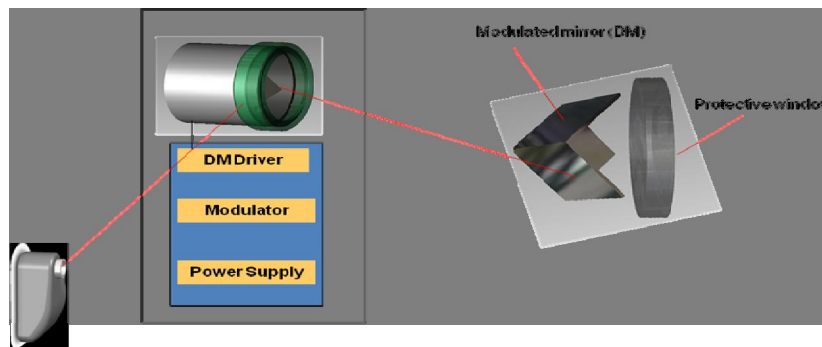 Modulated mirror (DM)
Protective window
DM Driver
Modulator
Power Supply